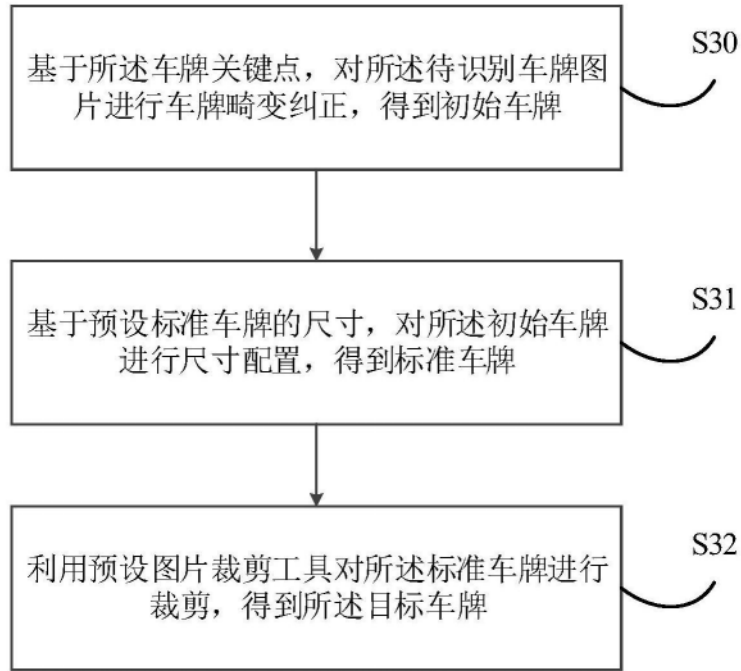 基于所述车牌关键点，对所述待识别车牌图
片进行车牌畸变纠正，得到初始车牌
S30
基于预设标准车牌的尺寸，对所述初始车牌
进行尺寸配置，得到标准车牌
S31
利用预设图片裁剪工具对所述标准车牌进行
裁剪，得到所述目标车牌
S32